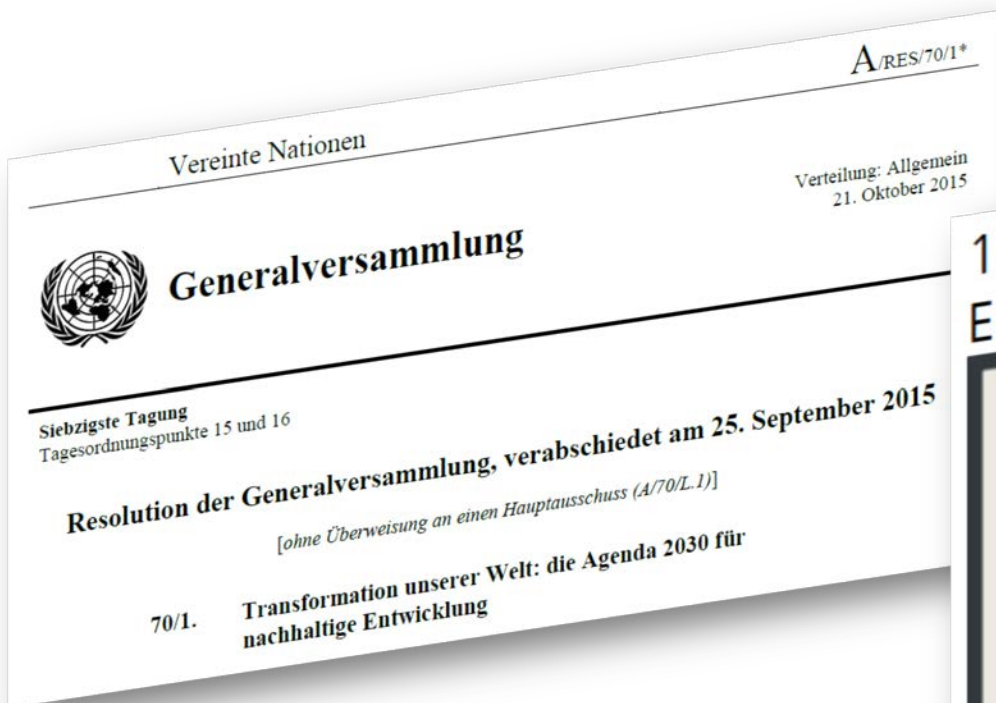 A/RES/70/1*
Vereinte Nationen
Verteilung: Allgemein
21. Oktober 2015
Generalversammlung
Siebzigste Tagung
Tagesordnungspunkte 15 und 16
Resolution der Generalversammlung, verabschiedet am 25. September 2015
[ohne Überweisung an einen Hauptausschuss (A/70/L.1)]
70/1. Transformation unserer Welt: die Agenda 2030 für
nachhaltige Entwicklung
1
E